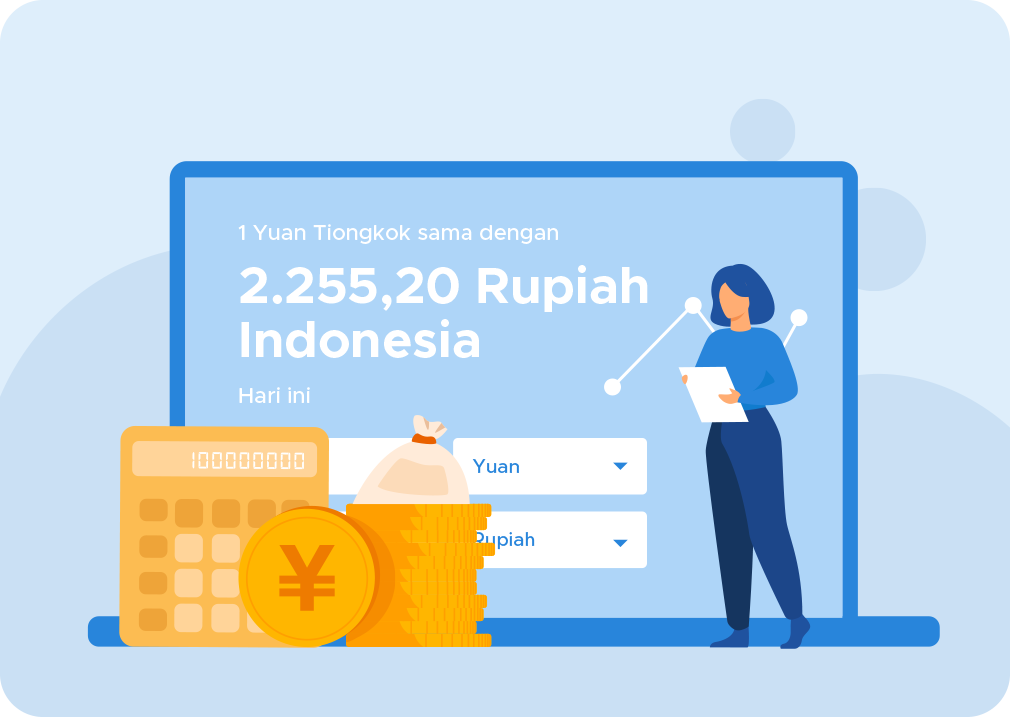 1 Yuan Tiongkok sama dengan
2.255,20 Rupiah
Indonesia
Hari ini
100000000
Yuan
Rupiah
¥